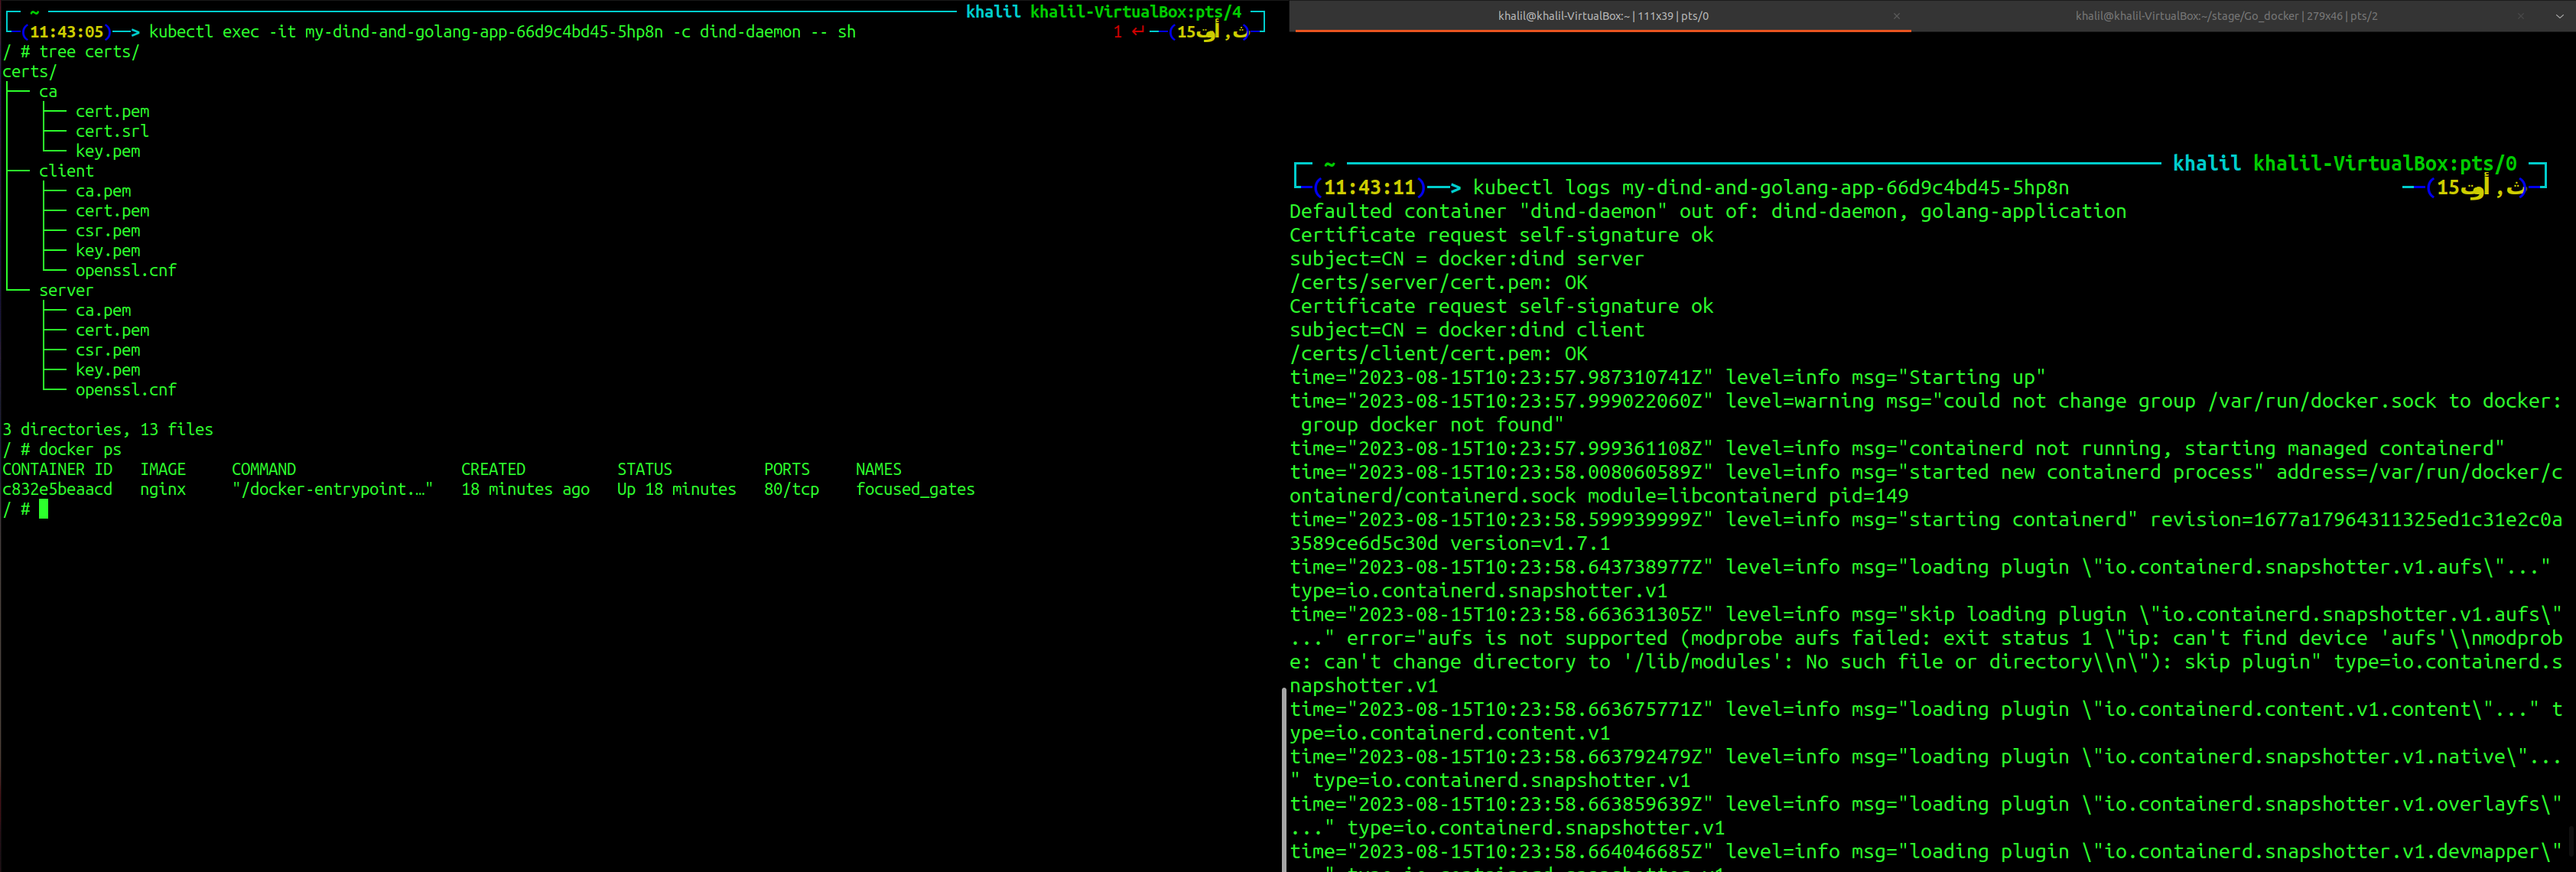 ~ khalil khalil-VirtualBox:pts/4
(11:43:05)—> kubectl exec -it my-dind-and-golang-app-66d9c4bd45-5hp8n -c dind-daemon -- sh 1 ↵ —(ث, أوت15)
/ # tree certs/
certs/
├── ca
│   ├── cert.pem
│   ├── cert.srl
│   └── key.pem
├── client
│   ├── ca.pem
│   ├── cert.pem
│   ├── csr.pem
│   ├── key.pem
│   └── openssl.cnf
└── server
    ├── ca.pem
    ├── cert.pem
    ├── csr.pem
    ├── key.pem
    └── openssl.cnf
3 directories, 13 files
/ # docker ps
CONTAINER ID   IMAGE     COMMAND                  CREATED          STATUS          PORTS     NAMES
c832e5beaacd   nginx     "/docker-entrypoint.…"   18 minutes ago   Up 18 minutes   80/tcp    focused_gates
/ #
khalil@khalil-VirtualBox:~ | 111x39 | pts/0 × khalil@khalil-VirtualBox:~/stage/Go_docker | 279x46 | pts/2 ×
~ khalil khalil-VirtualBox:pts/0
(11:43:11)—> kubectl logs my-dind-and-golang-app-66d9c4bd45-5hp8n —(ث, أوت15)
Defaulted container "dind-daemon" out of: dind-daemon, golang-application
Certificate request self-signature ok
subject=CN = docker:dind server
/certs/server/cert.pem: OK
Certificate request self-signature ok
subject=CN = docker:dind client
/certs/client/cert.pem: OK
time="2023-08-15T10:23:57.987310741Z" level=info msg="Starting up"
time="2023-08-15T10:23:57.999022060Z" level=warning msg="could not change group /var/run/docker.sock to docker:
 group docker not found"
time="2023-08-15T10:23:57.999361108Z" level=info msg="containerd not running, starting managed containerd"
time="2023-08-15T10:23:58.008060589Z" level=info msg="started new containerd process" address=/var/run/docker/c
ontainerd/containerd.sock module=libcontainerd pid=149
time="2023-08-15T10:23:58.599939999Z" level=info msg="starting containerd" revision=1677a17964311325ed1c31e2c0a
3589ce6d5c30d version=v1.7.1
time="2023-08-15T10:23:58.643738977Z" level=info msg="loading plugin \"io.containerd.snapshotter.v1.aufs\"..."
type=io.containerd.snapshotter.v1
time="2023-08-15T10:23:58.663631305Z" level=info msg="skip loading plugin \"io.containerd.snapshotter.v1.aufs\"
..." error="aufs is not supported (modprobe aufs failed: exit status 1 \"ip: can't find device 'aufs'\\nmodprob
e: can't change directory to '/lib/modules': No such file or directory\\n\"): skip plugin" type=io.containerd.s
napshotter.v1
time="2023-08-15T10:23:58.663675771Z" level=info msg="loading plugin \"io.containerd.content.v1.content\"..." t
ype=io.containerd.content.v1
time="2023-08-15T10:23:58.663792479Z" level=info msg="loading plugin \"io.containerd.snapshotter.v1.native\"...
" type=io.containerd.snapshotter.v1
time="2023-08-15T10:23:58.663859639Z" level=info msg="loading plugin \"io.containerd.snapshotter.v1.overlayfs\"
..." type=io.containerd.snapshotter.v1
time="2023-08-15T10:23:58.664046685Z" level=info msg="loading plugin \"io.containerd.snapshotter.v1.devmapper\"